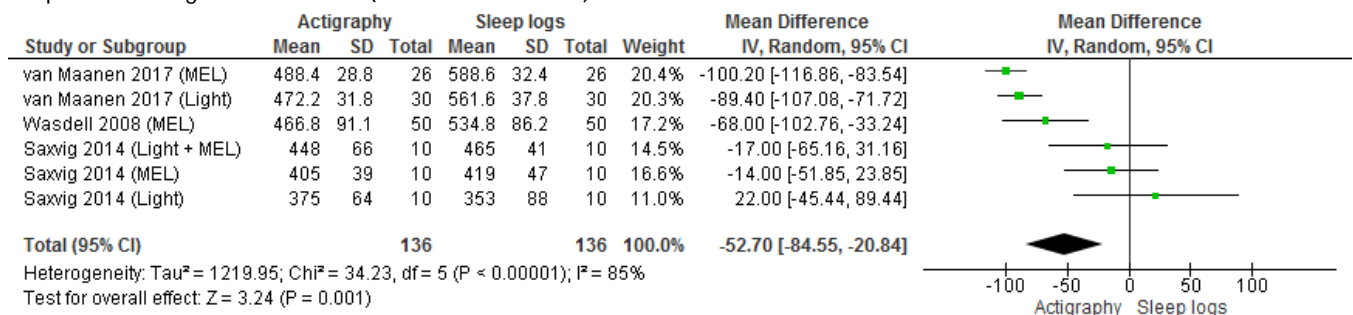 Actigraphy Sleep logs Mean Difference Mean Difference
Study or Subgroup Mean SD Total Mean SD Total Weight IV, Random, 95% CI IV, Random, 95% CI
van Maanen 2017 (MEL) 488.4 28.8 26 588.6 32.4 26 20.4% -100.20 [-116.86, -83.54]
van Maanen 2017 (Light) 472.2 31.8 30 561.6 37.8 30 20.3% -89.40 [-107.08, -71.72]
Wasdell 2008 (MEL) 466.8 91.1 50 534.8 86.2 50 17.2% -68.00 [-102.76, -33.24]
Saxvig 2014 (Light + MEL) 448 66 10 465 41 10 14.5% -17.00 [-65.16, 31.16]
Saxvig 2014 (MEL) 405 39 10 419 47 10 16.6% -14.00 [-51.85, 23.85]
Saxvig 2014 (Light) 375 64 10 353 88 10 11.0% 22.00 [-45.44, 89.44]
Total (95% CI) 136 136 100.0% -52.70 [-84.55, -20.84]
Heterogeneity: Tau² = 1219.95; Chi² = 34.23, df = 5 (P < 0.00001); I² = 85%
Test for overall effect: Z = 3.24 (P = 0.001)
-100 -50 0 50 100
Actigraphy Sleep logs